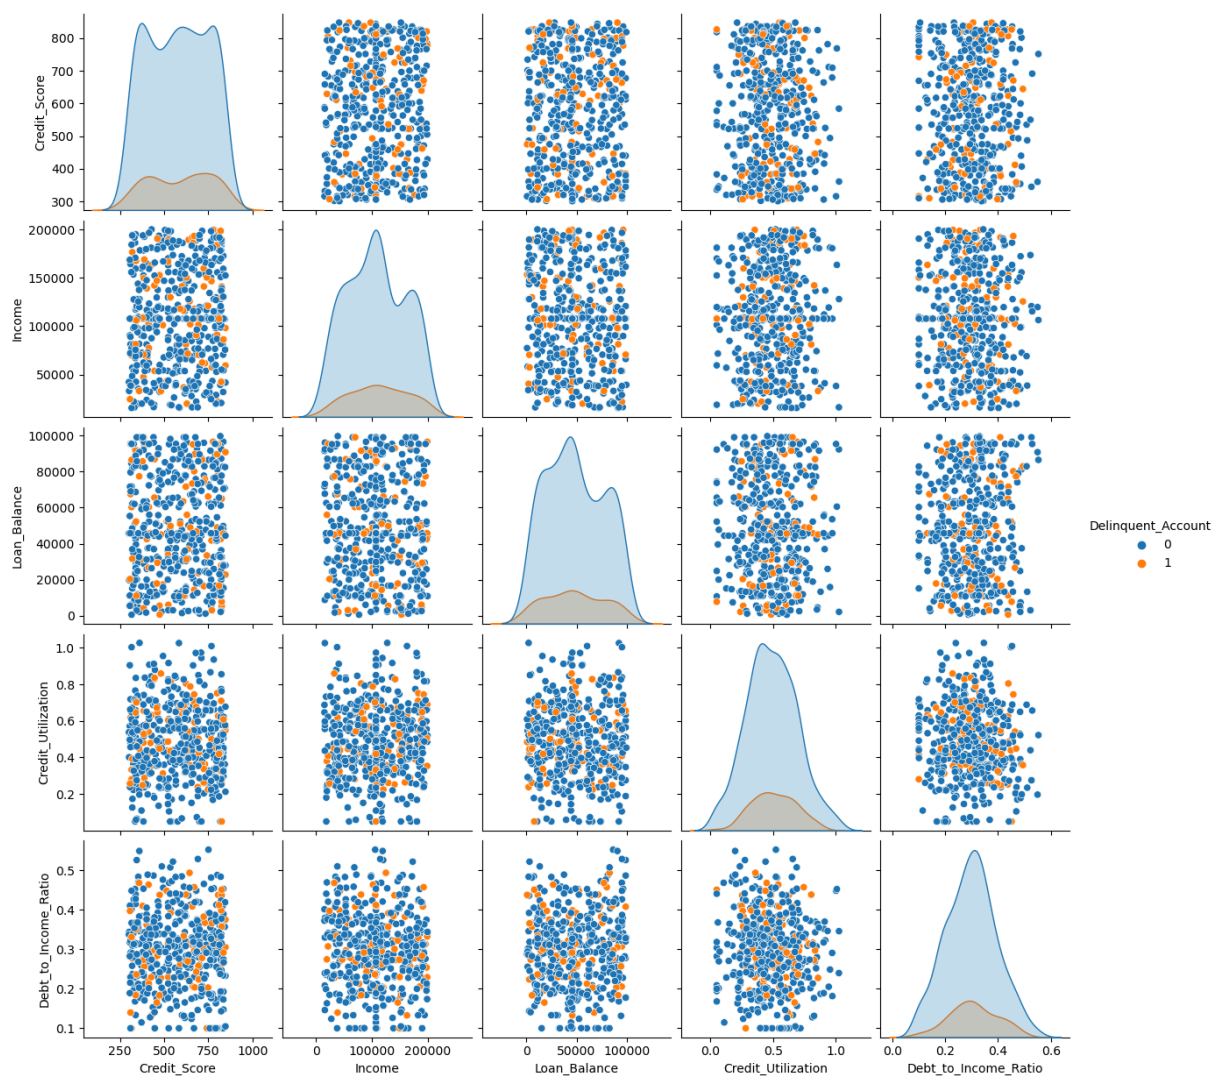 Credit_Score
800
700
600
500
400
300
Income
200000
150000
100000
50000
Loan_Balance
100000
80000
60000
40000
20000
0
Delinquent_Account
0
1
Credit_Utilization
1.0
0.8
0.6
0.4
0.2
Debt_to_Income_Ratio
0.5
0.4
0.3
0.2
0.1
250 500 750 1000
0 100000 200000
0 50000 100000
0.0 0.5 1.0
0.0 0.2 0.4 0.6
Credit_Score
Income
Loan_Balance
Credit_Utilization
Debt_to_Income_Ratio